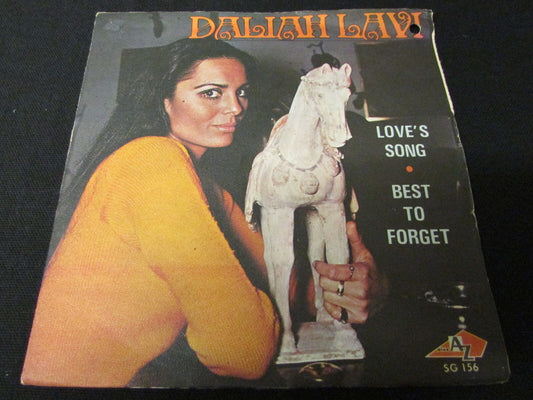 DALIAH LAVI
LOVE'S
SONG
•
BEST
TO
FORGET
AZ
SG 156